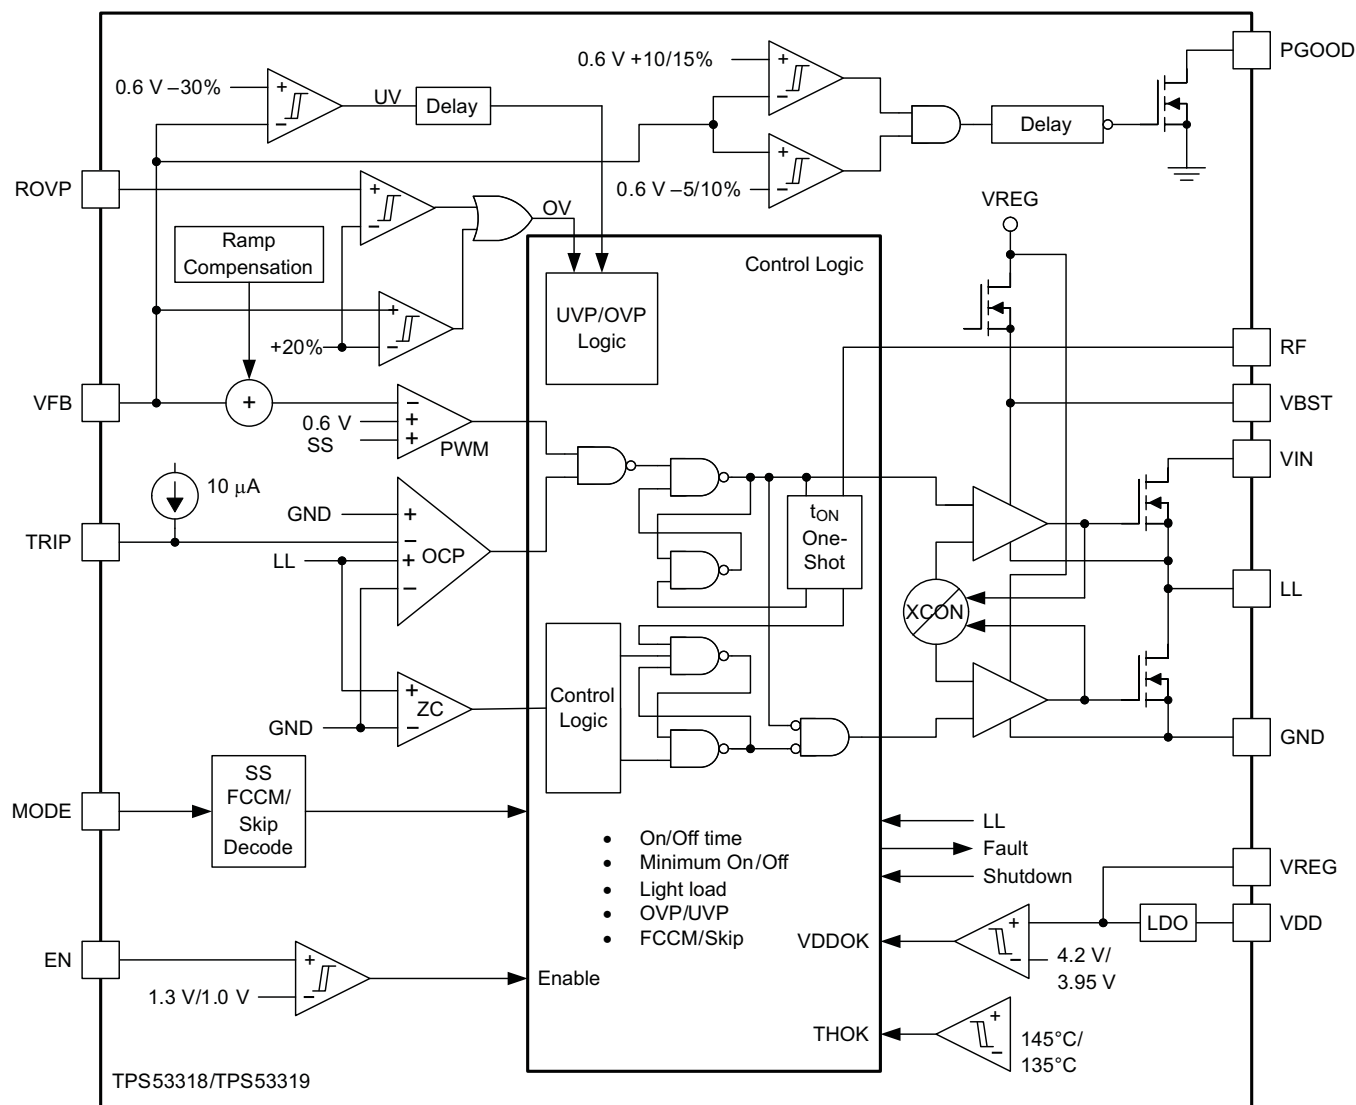 PGOOD
0.6 V +10/15%
0.6 V –30%
+
–
UV
Delay
+
–
Delay
+
–
0.6 V –5/10%
ROVP
+
–
OV
VREG
Ramp
Compensation
Control Logic
UVP/OVP
Logic
+
–
+20%
RF
VFB
+
–
+
+
0.6 V
SS
PWM
VBST
VIN
10 μA
GND
+
TRIP
–
OCP
LL
+
–
tON
One-
Shot
XCON
LL
Control
Logic
+
ZC
GND
–
GND
MODE
SS
FCCM/
Skip
Decode
• On/Off time
• Minimum On/Off
• Light load
• OVP/UVP
• FCCM/Skip
LL
Fault
Shutdown
VREG
VDD
LDO
VDDOK
+
–
4.2 V/
3.95 V
EN
+
–
1.3 V/1.0 V
Enable
THOK
+
–
145°C/
135°C
TPS53318/TPS53319